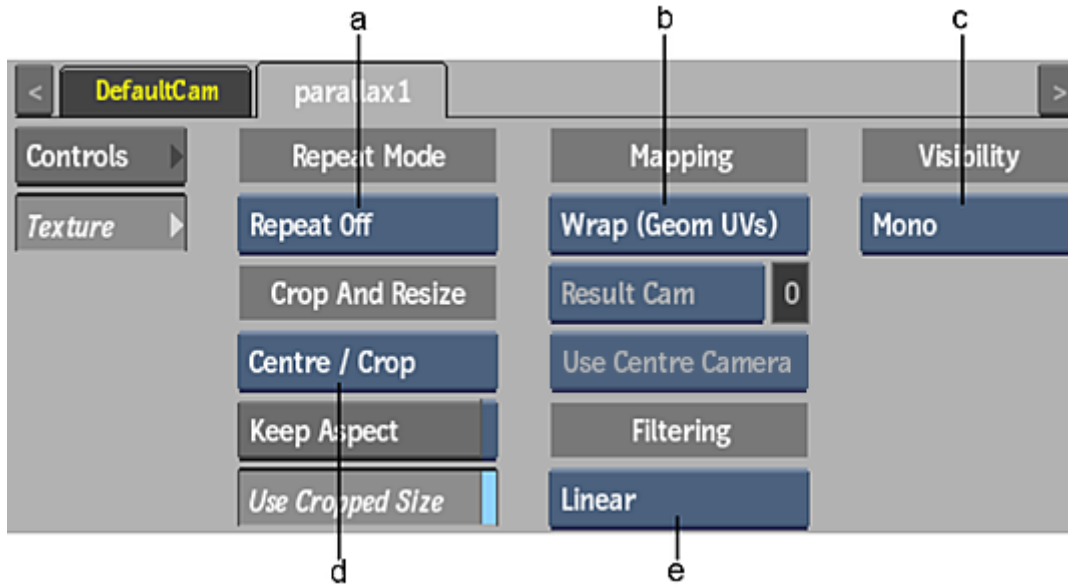 a b c
< DefaultCam parallax1 >
Controls Repeat Mode Mapping Visibility
Texture Repeat Off Wrap (Geom UVs) Mono
Crop And Resize Result Cam 0
Centre / Crop Use Centre Camera
Keep Aspect Filtering
Use Cropped Size Linear
d e